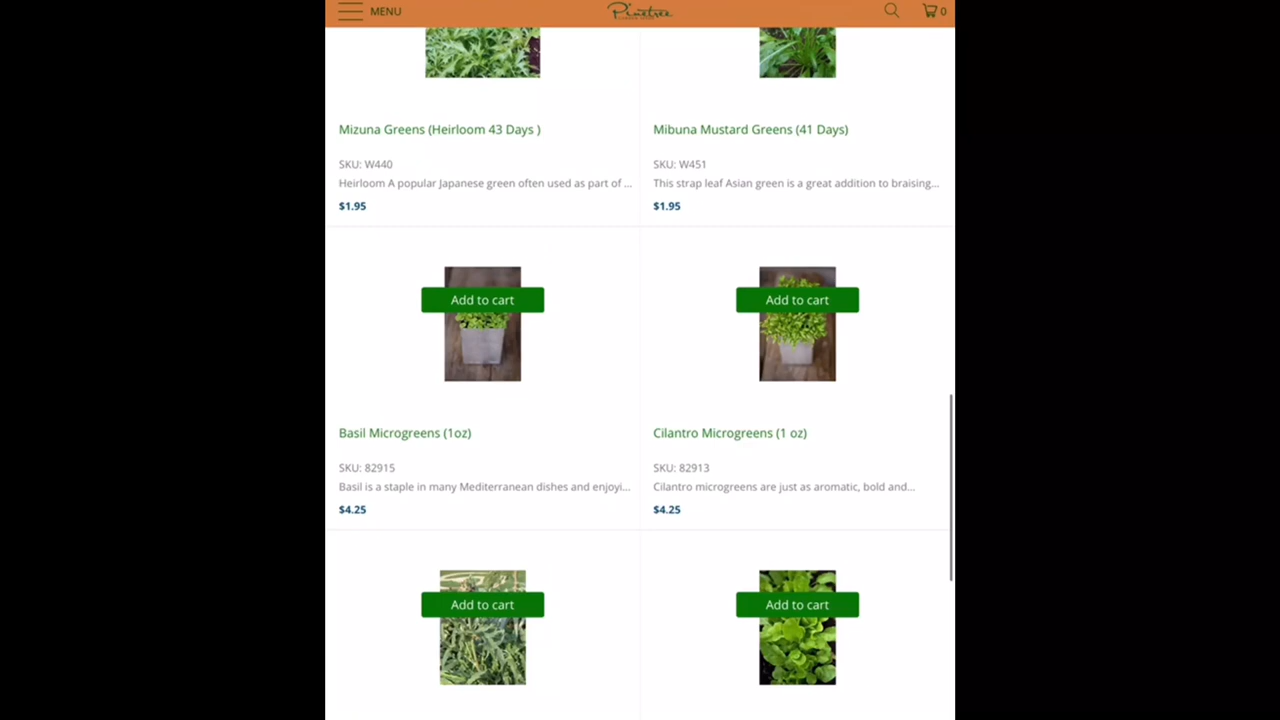 MENU
Pinetree
0
Mizuna Greens (Heirloom 43 Days )
Mibuna Mustard Greens (41 Days)
SKU: W440
SKU: W451
Heirloom A popular Japanese green often used as part of ...
This strap leaf Asian green is a great addition to braising...
$1.95
$1.95
Add to cart
Add to cart
Basil Microgreens (1oz)
Cilantro Microgreens (1 oz)
SKU: 82915
SKU: 82913
Basil is a staple in many Mediterranean dishes and enjoyi...
Cilantro microgreens are just as aromatic, bold and...
$4.25
$4.25
Add to cart
Add to cart